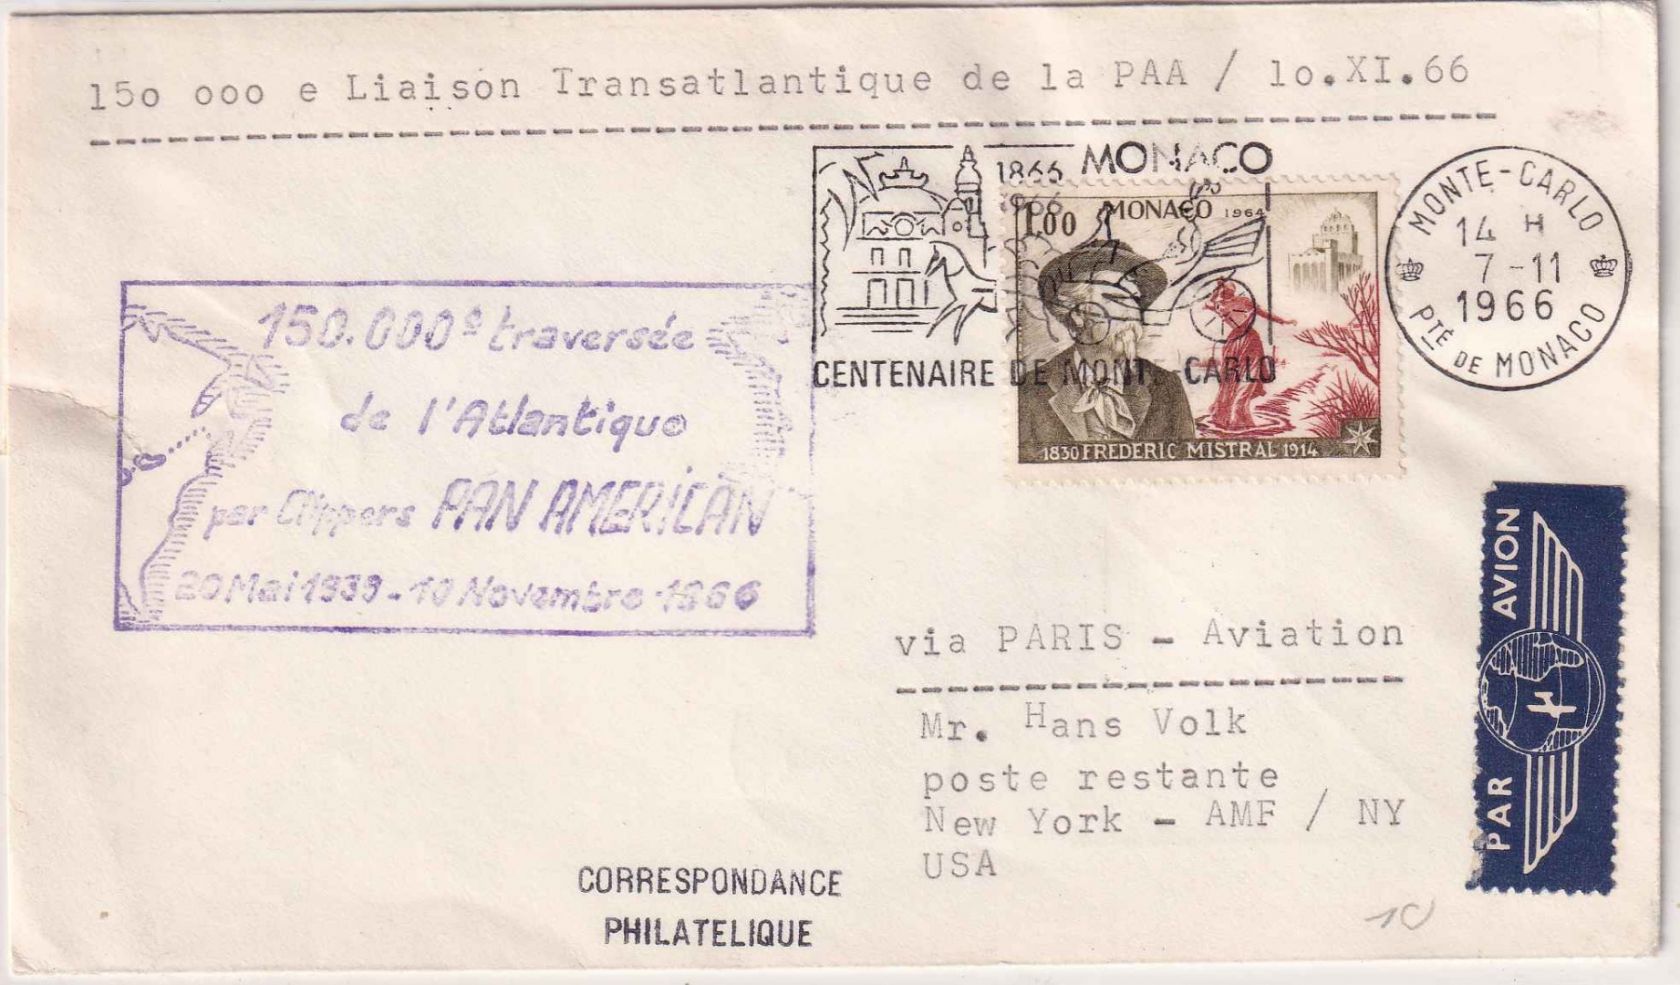 15o ooo e Liaison Transatlantique de la PAA / 1o.XI.66
1866 MONACO
1966
CENTENAIRE DE MONT CARLO
1,00 MONACO 1964
1830 FREDERIC MISTRAL 1914
MONTE-CARLO
14 H
7-11
1966
PTÉ DE MONACO
150.000e traversée
de l'Atlantique
par Clippers PAN AMERICAN
20 Mai 1939 - 10 Novembre 1966
via PARIS - Aviation
Mr. Hans Volk
poste restante
New York - AMF / NY
USA
PAR AVION
CORRESPONDANCE
PHILATELIQUE
10